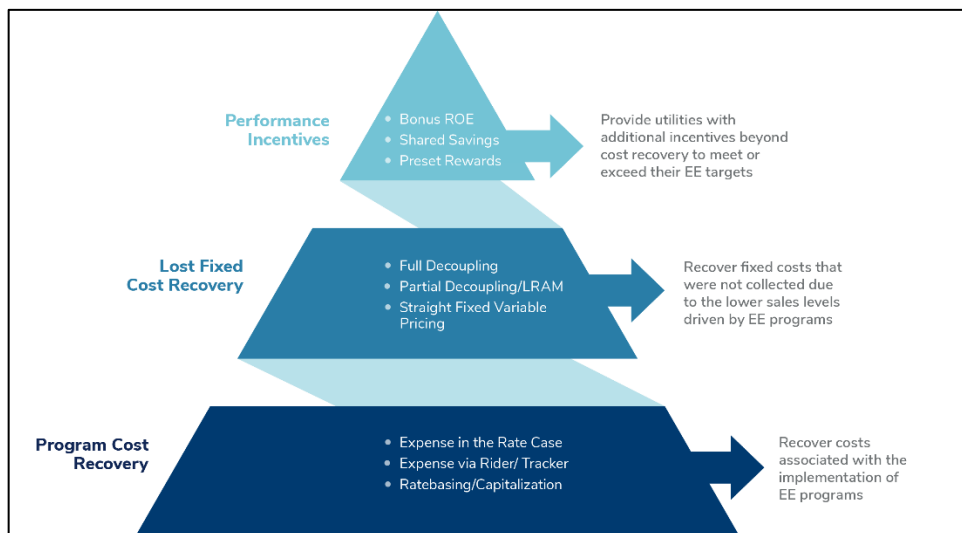 Performance
Incentives
Bonus ROE
Shared Savings
Preset Rewards
Provide utilities with
additional incentives beyond
cost recovery to meet or
exceed their EE targets
Lost Fixed
Cost Recovery
Full Decoupling
Partial Decoupling/LRAM
Straight Fixed Variable
Pricing
Recover fixed costs that
were not collected due
to the lower sales levels
driven by EE programs
Program Cost
Recovery
Expense in the Rate Case
Expense via Rider/ Tracker
Ratebasing/Capitalization
Recover costs
associated with the
implementation of
EE programs